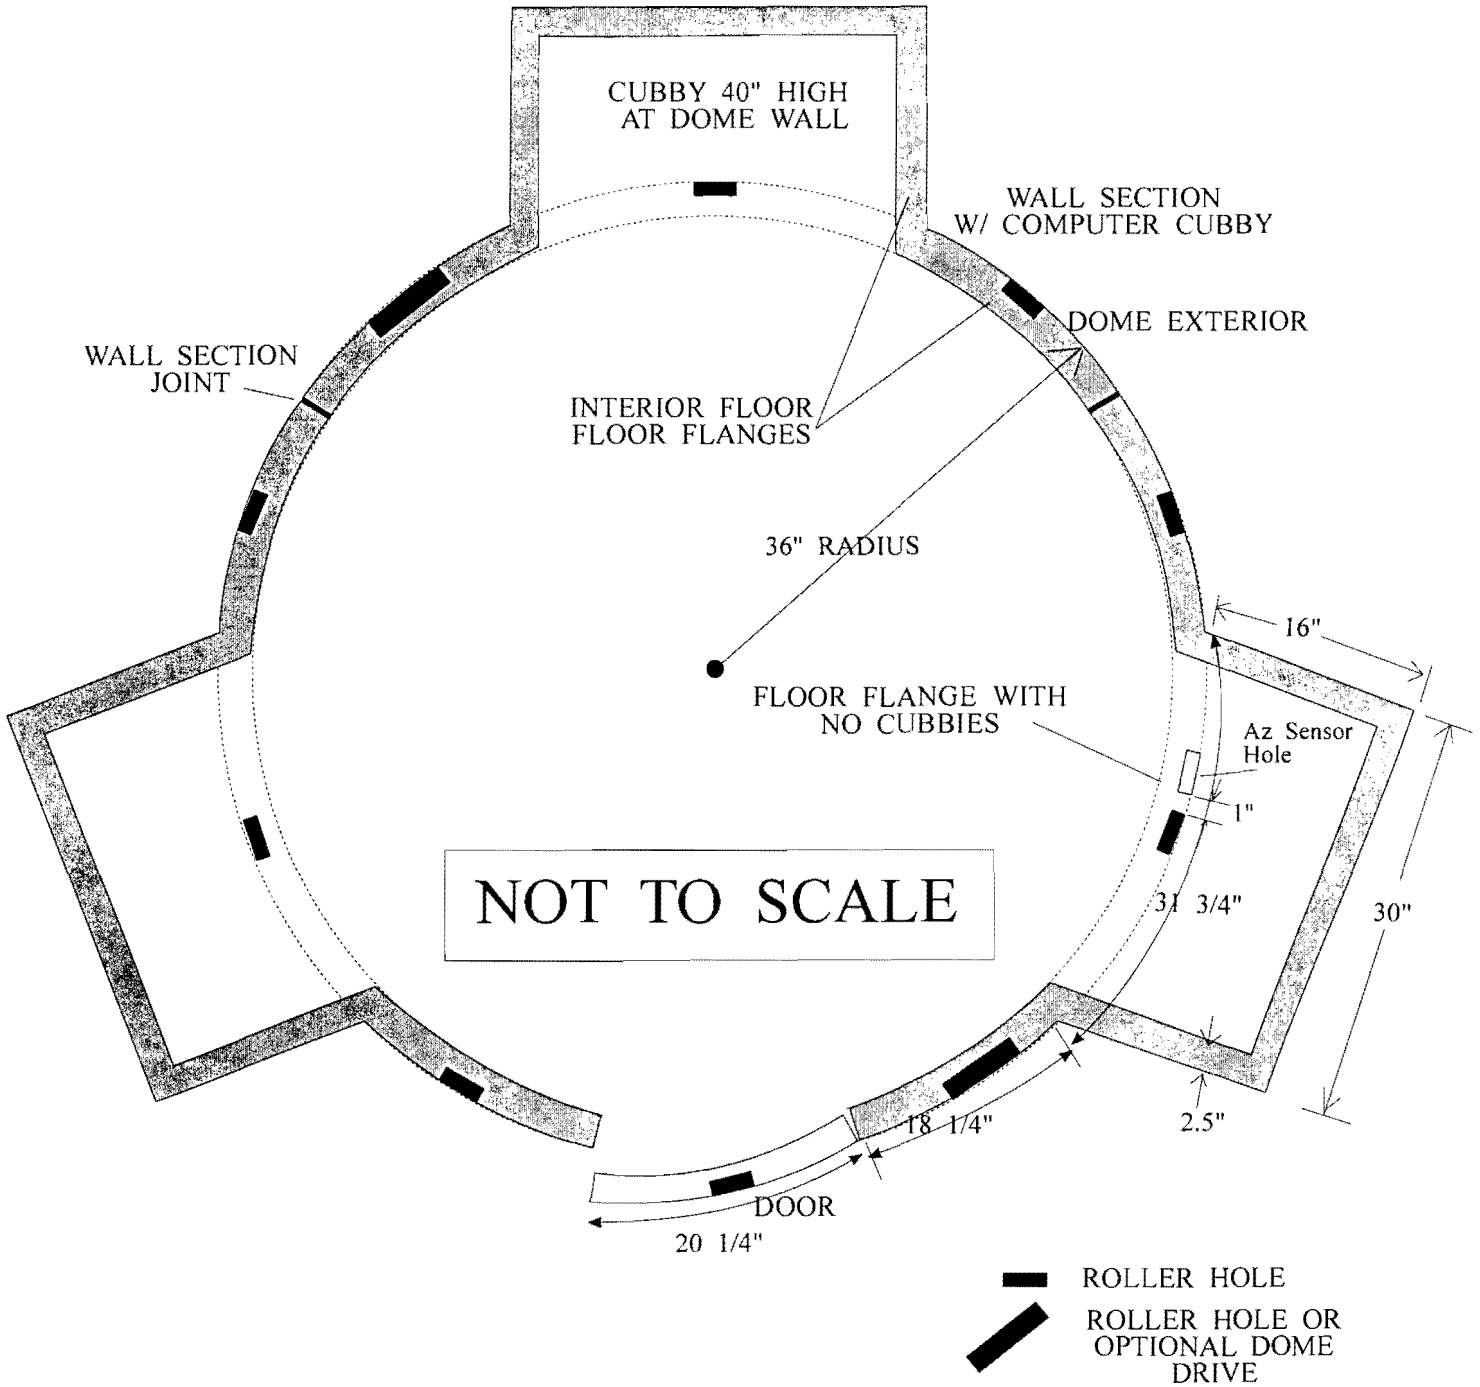 CUBBY 40" HIGH
AT DOME WALL
WALL SECTION
W/ COMPUTER CUBBY
DOME EXTERIOR
WALL SECTION
JOINT
INTERIOR FLOOR
FLOOR FLANGES
36" RADIUS
16"
FLOOR FLANGE WITH
NO CUBBIES
Az Sensor
Hole
1"
NOT TO SCALE
31 3/4"
30"
18 1/4"
2.5"
DOOR
20 1/4"
ROLLER HOLE
ROLLER HOLE OR
OPTIONAL DOME
DRIVE